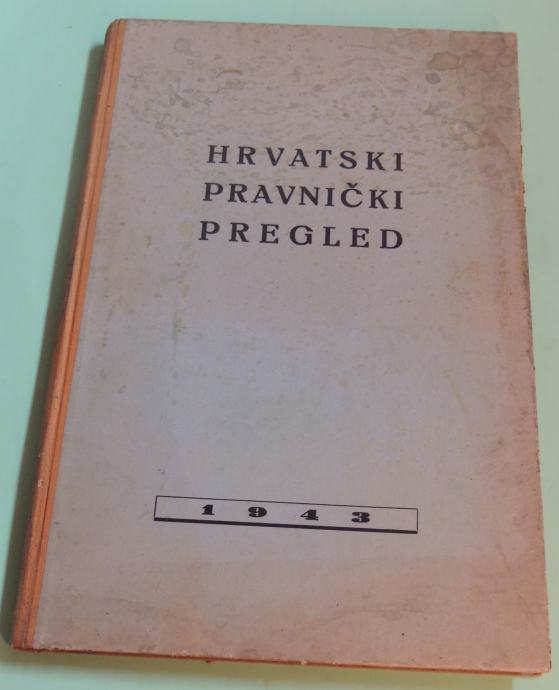 HRVATSKI
PRAVNIČKI
PREGLED
1943